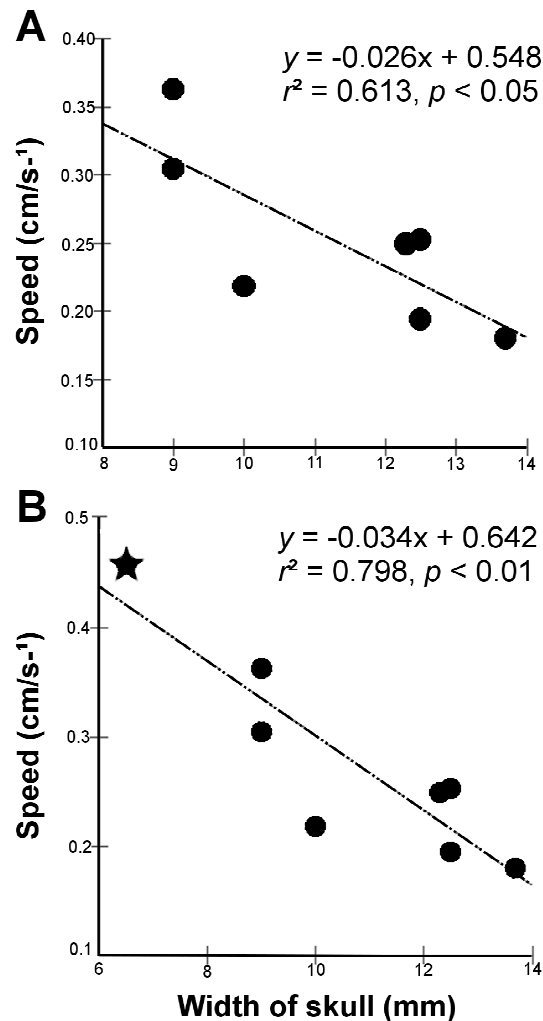 A
y = -0.026x + 0.548
r² = 0.613, p < 0.05
Speed (cm/s-¹)
0.40
0.35
0.30
0.25
0.20
0.15
0.10
8 9 10 11 12 13 14
B
y = -0.034x + 0.642
r² = 0.798, p < 0.01
Speed (cm/s-¹)
0.5
0.4
0.3
0.2
0.1
6 8 10 12 14
Width of skull (mm)